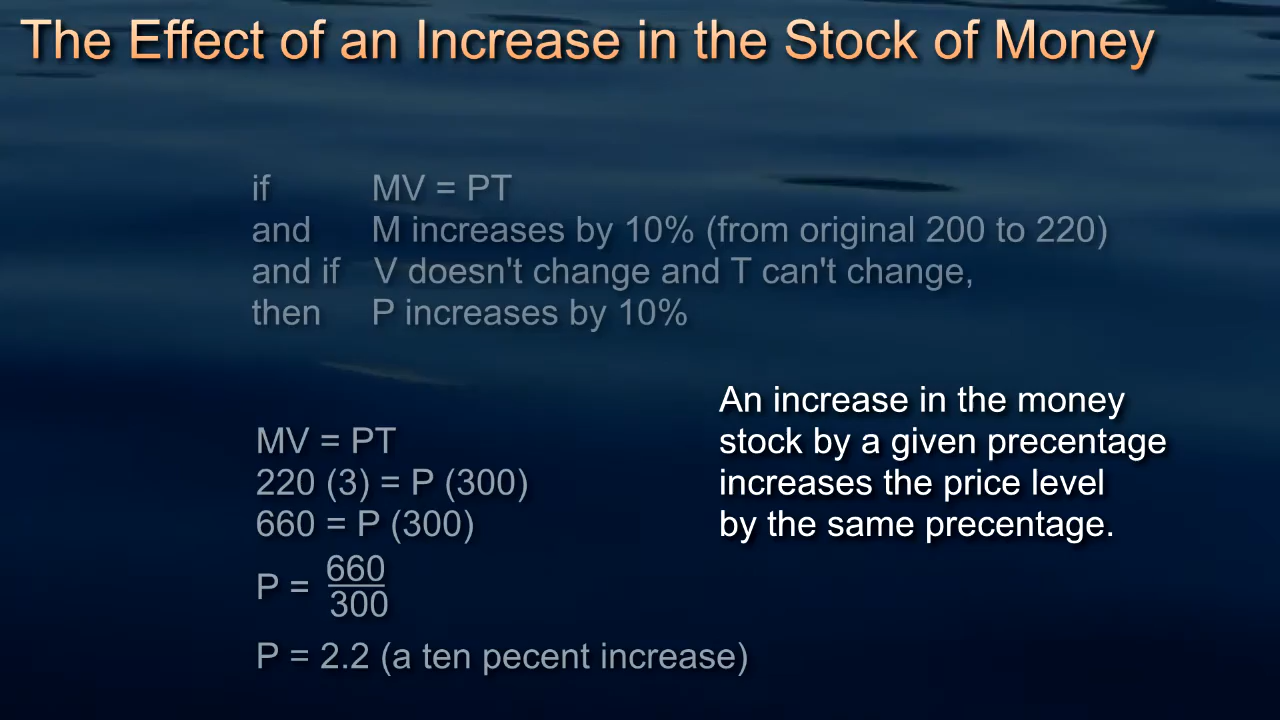 The Effect of an Increase in the Stock of Money
if MV = PT
and M increases by 10% (from original 200 to 220)
and if V doesn't change and T can't change,
then P increases by 10%
MV = PT
220 (3) = P (300)
660 = P (300)
P = 660
300
P = 2.2 (a ten pecent increase)
An increase in the money
stock by a given precentage
increases the price level
by the same precentage.